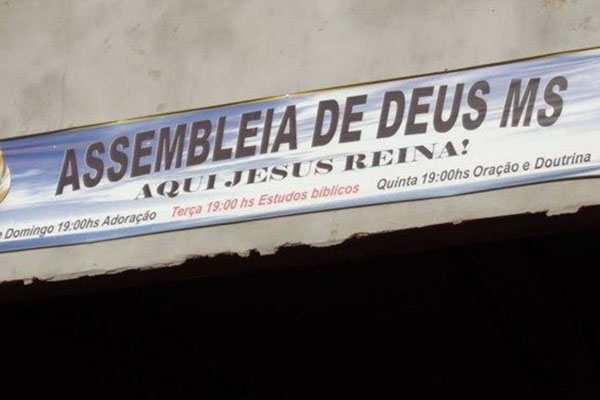 ASSEMBLEIA DE DEUS MS
AQUI JESUS REINA!
e Domingo 19:00hs Adoração Terça 19:00 hs Estudos bíblicos Quinta 19:00hs Oração e Doutrina